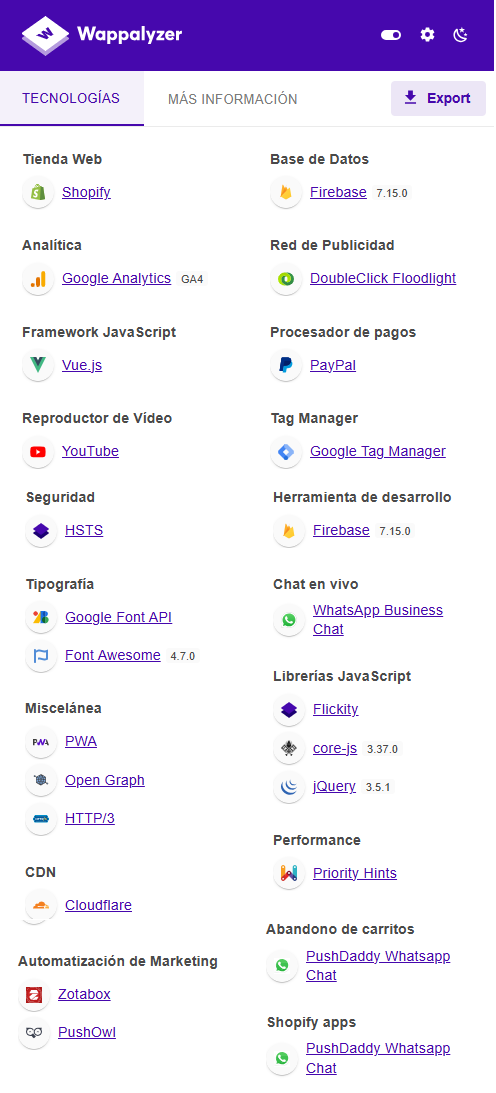 Wappalyzer
TECNOLOGÍAS
MÁS INFORMACIÓN
Export
Tienda Web
Shopify
Analítica
Google Analytics GA4
Framework JavaScript
Vue.js
Reproductor de Vídeo
YouTube
Seguridad
HSTS
Tipografía
Google Font API
Font Awesome 4.7.0
Miscelánea
PWA
PWA
Open Graph
HTTP/3
CDN
Cloudflare
Automatización de Marketing
Zotabox
PushOwl
Base de Datos
Firebase 7.15.0
Red de Publicidad
DoubleClick Floodlight
Procesador de pagos
PayPal
Tag Manager
Google Tag Manager
Herramienta de desarrollo
Firebase 7.15.0
Chat en vivo
WhatsApp Business
Chat
Librerías JavaScript
Flickity
core-js 3.37.0
jQuery 3.5.1
Performance
Priority Hints
Abandono de carritos
PushDaddy Whatsapp
Chat
Shopify apps
PushDaddy Whatsapp
Chat